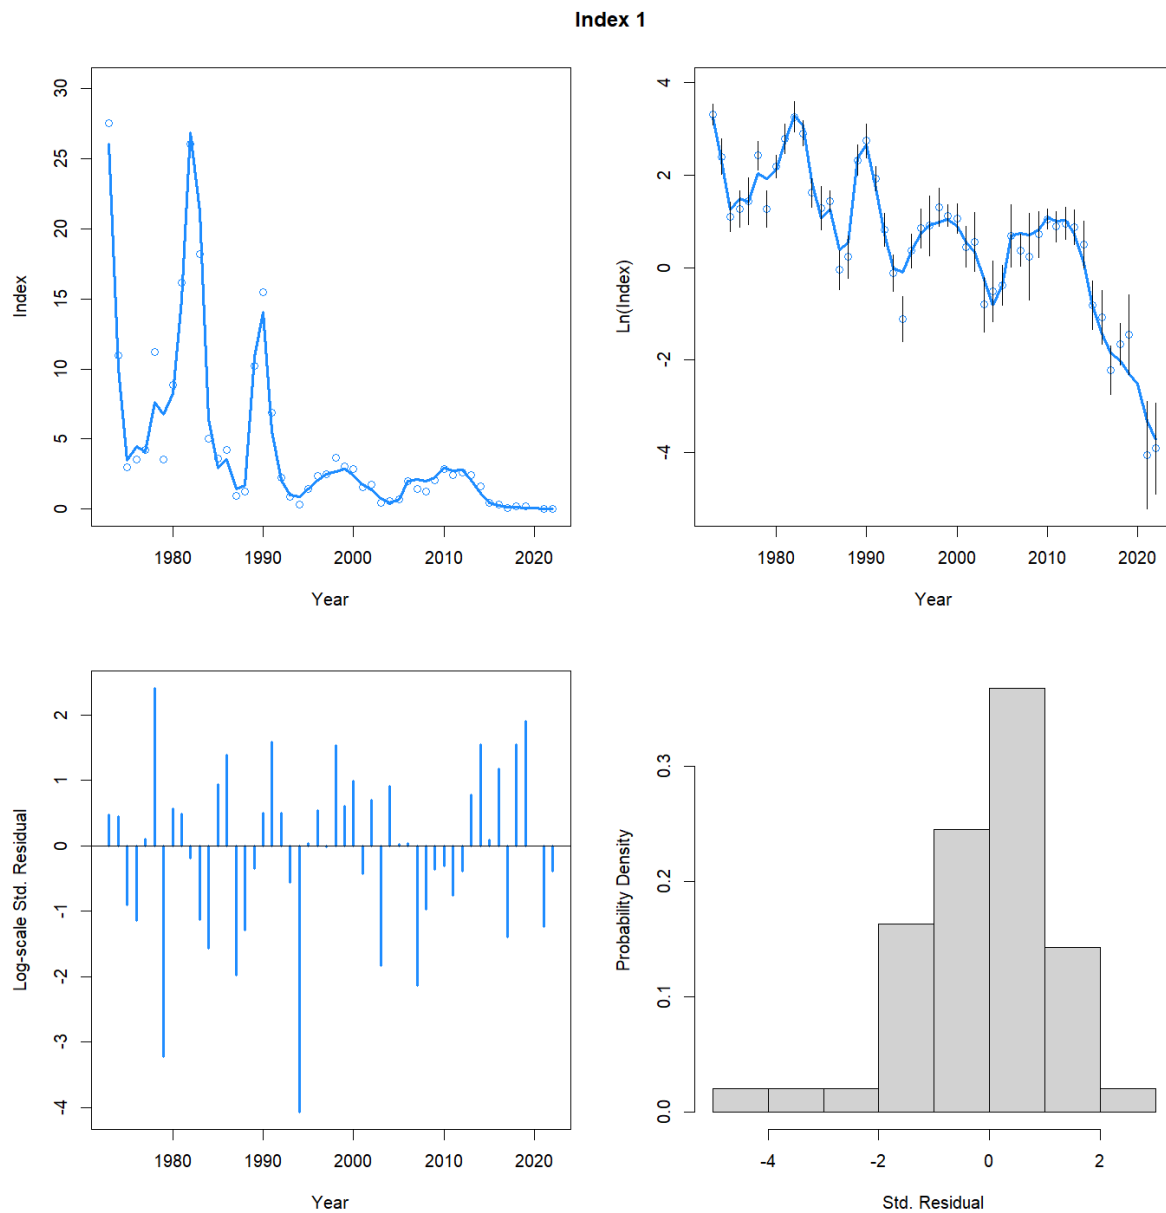 Index 1
30
25
20
15
10
5
0
Index
1980 1990 2000 2010 2020
Year
4
2
0
-2
-4
Ln(Index)
1980 1990 2000 2010 2020
Year
2
1
0
-1
-2
-3
-4
Log-scale Std. Residual
1980 1990 2000 2010 2020
Year
0.3
0.2
0.1
0.0
Probability Density
-4 -2 0 2
Std. Residual